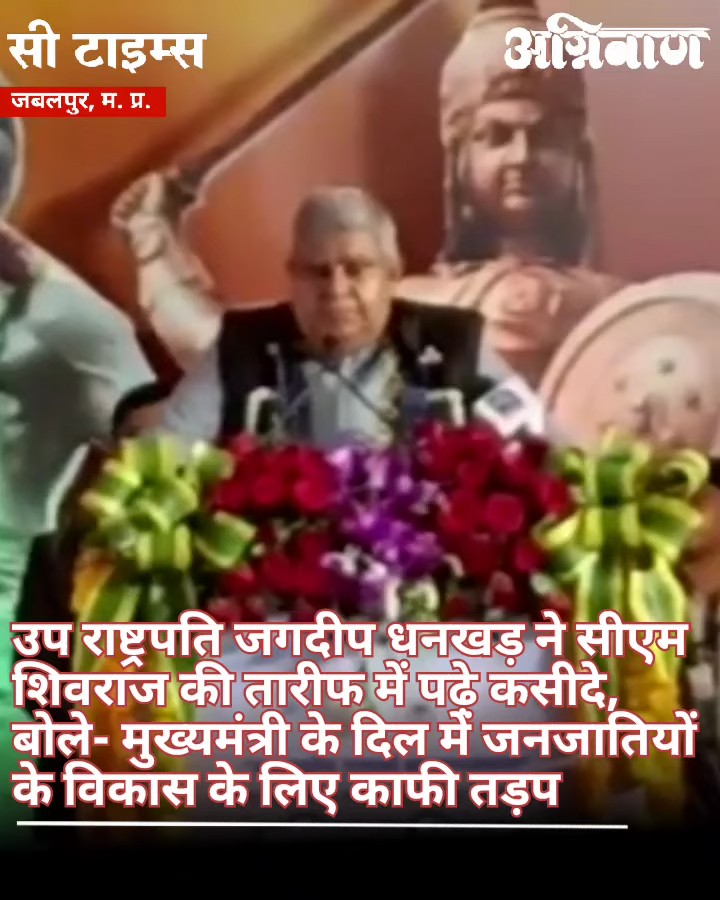 सी टाइम्स
अग्निबाण
जबलपुर, म. प्र.
उप राष्ट्रपति जगदीप धनखड़ ने सीएम
शिवराज की तारीफ में पढ़े कसीदे,
बोले- मुख्यमंत्री के दिल में जनजातियों
के विकास के लिए काफी तड़प